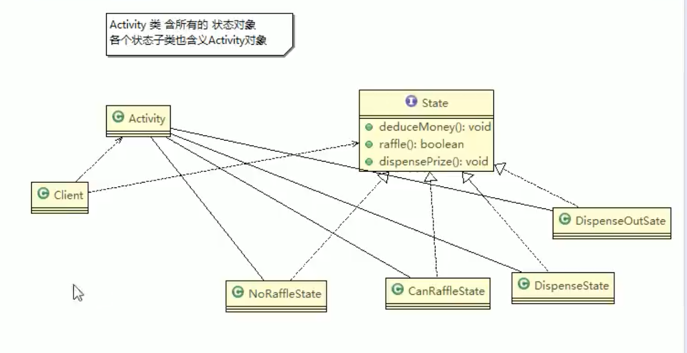 Activity 类 含所有的 状态对象
各个状态子类也含义Activity对象
State
deduceMoney(): void
raffle(): boolean
dispensePrize(): void
Activity
Client
DispenseOutSate
NoRaffleState
CanRaffleState
DispenseState